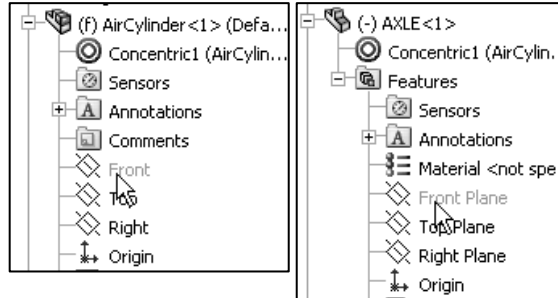 (f) AirCylinder<1> (Defa...
Concentric1 (AirCylin...
Sensors
A Annotations
Comments
Front
Top
Right
Origin
(-) AXLE<1>
Concentric1 (AirCylin.
Features
Sensors
A Annotations
Material <not spe
Front Plane
Top Plane
Right Plane
Origin